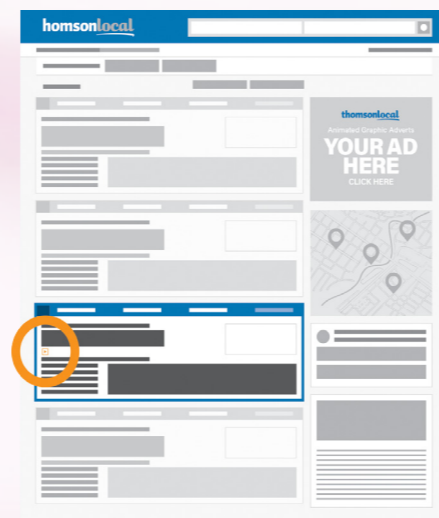 homsonlocal
thomsonlocal
Animated Graphic Adverts
YOUR AD
HERE
CLICK HERE